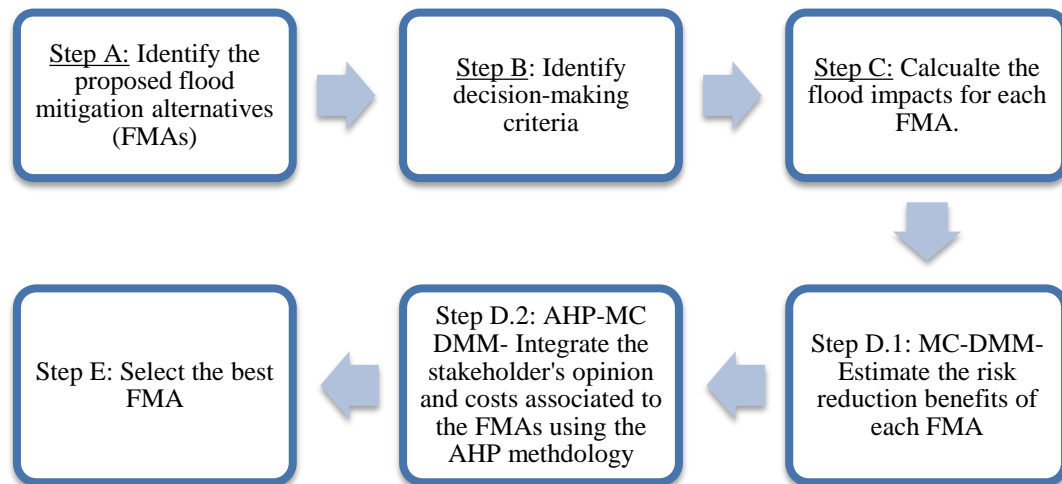 Step A: Identify the
proposed flood
mitigation alternatives
(FMAs)
Step B: Identify
decision-making
criteria
Step C: Calcualte the
flood impacts for each
FMA.
Step D.1: MC-DMM-
Estimate the risk
reduction benefits of
each FMA
Step D.2: AHP-MC
DMM- Integrate the
stakeholder's opinion
and costs associated to
the FMAs using the
AHP methdology
Step E: Select the best
FMA